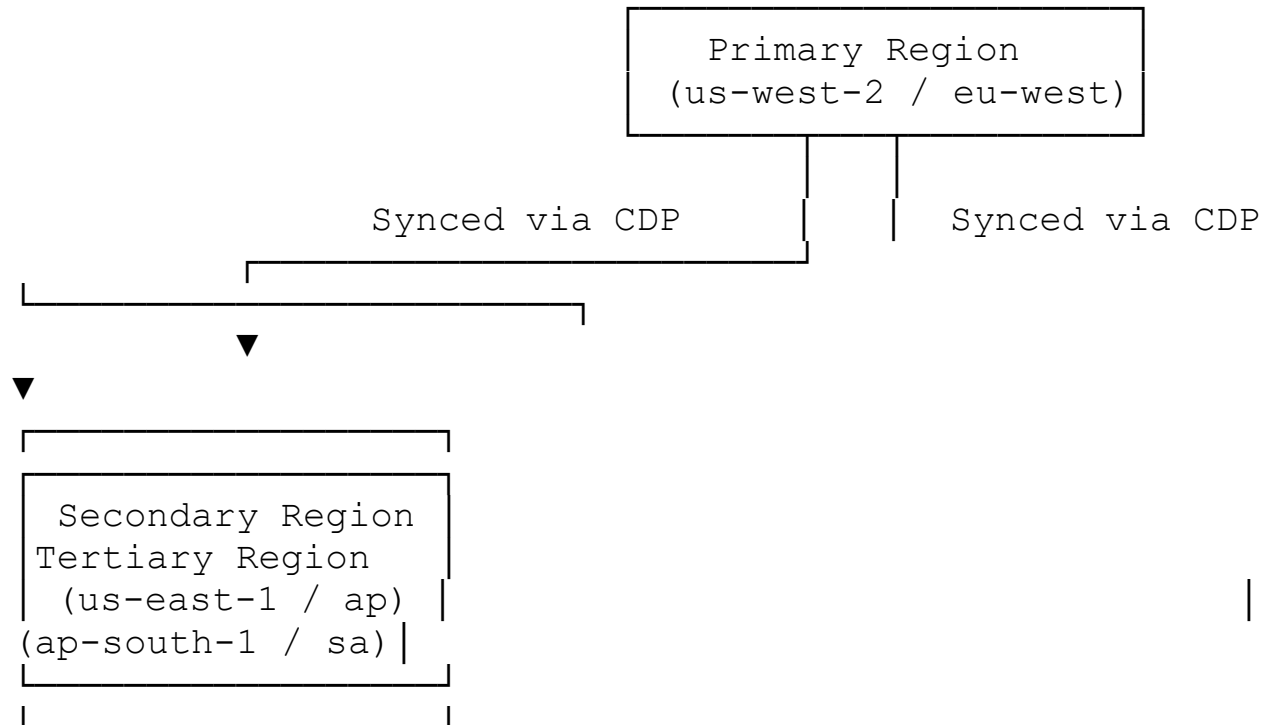 Primary Region
(us-west-2 / eu-west)
Synced via CDP Synced via CDP
Secondary Region
Tertiary Region
(us-east-1 / ap)
(ap-south-1 / sa)